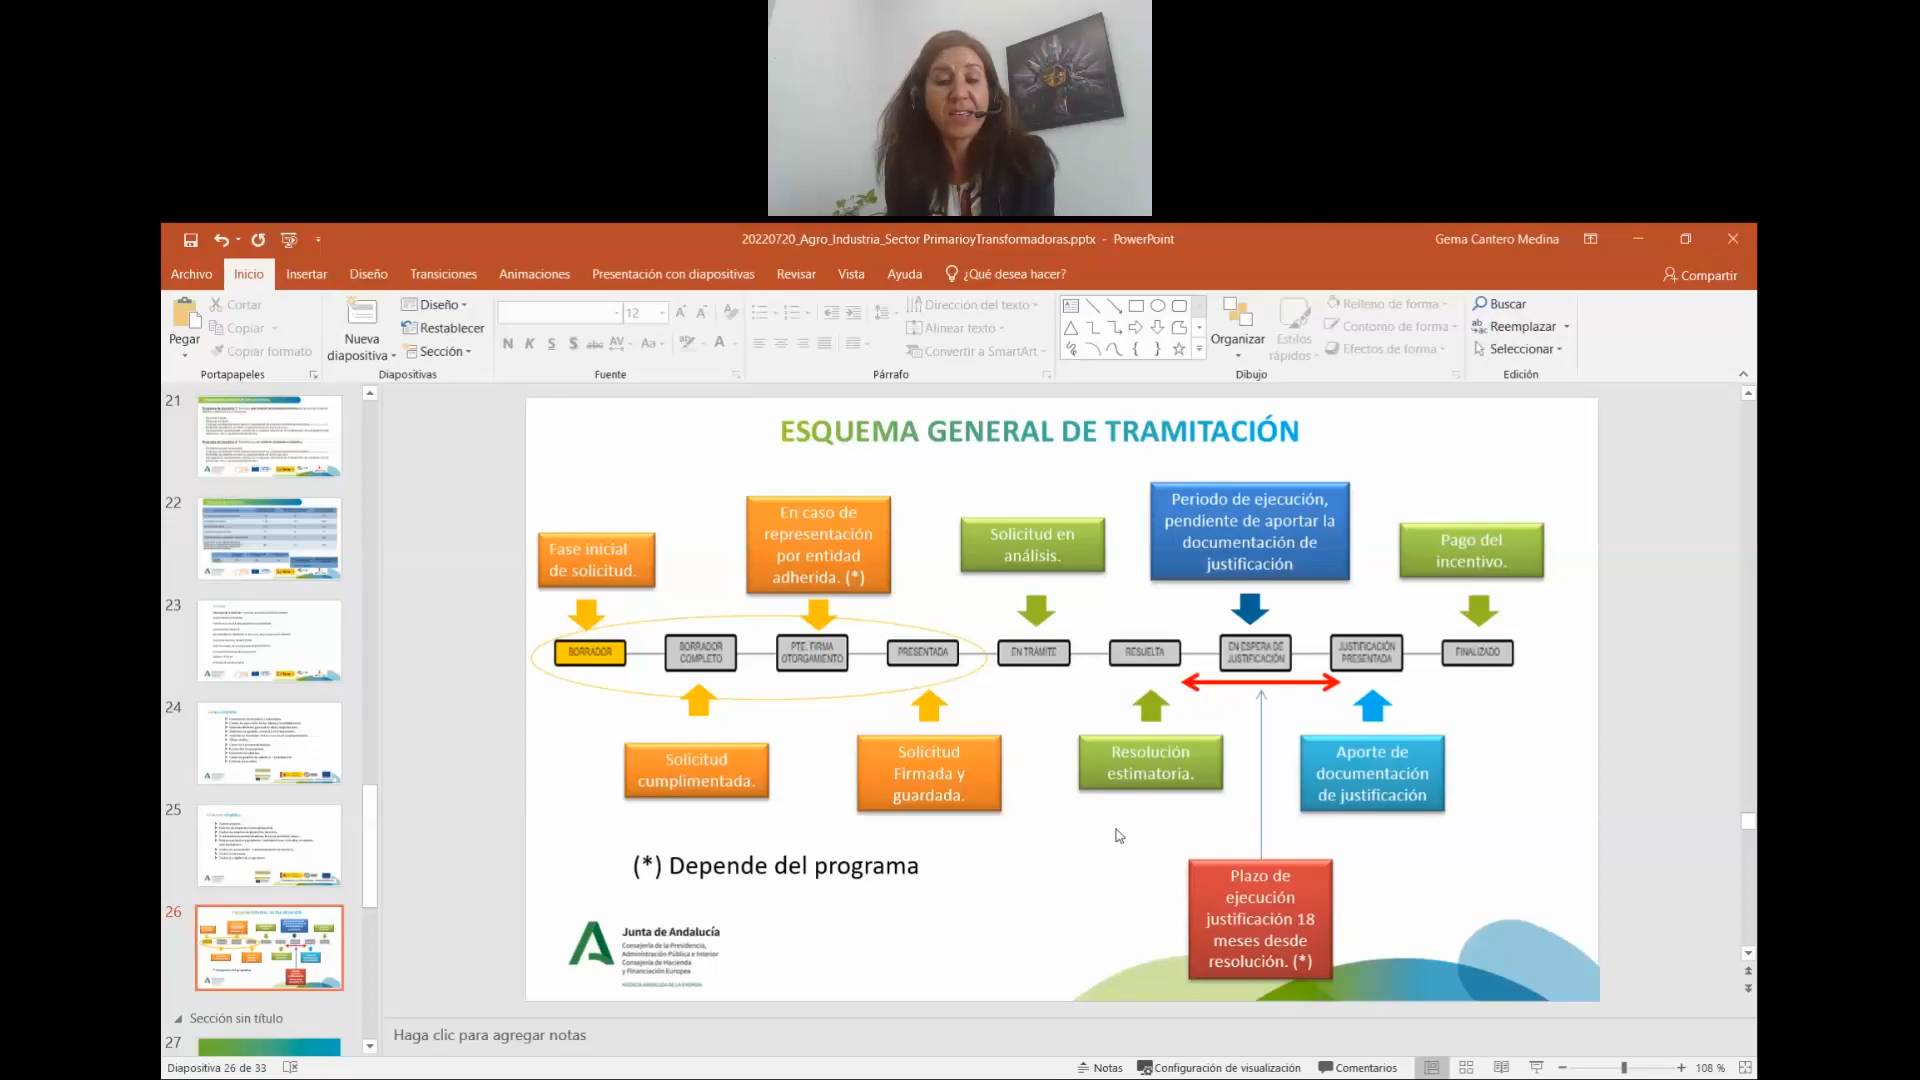 20220720_Agro_Industria_Sector PrimarioyTransformadoras.pptx - PowerPoint
Gema Cantero Medina
Archivo Inicio Insertar Diseño Transiciones Animaciones Presentación con diapositivas Revisar Vista Ayuda ¿Qué desea hacer? Compartir
Pegar
Cortar
Copiar
Copiar formato
Portapapeles
Nueva
diapositiva
Diseño
Restablecer
Sección
Diapositivas
12
N K S S abc AV Aa A
Fuente
Dirección del texto
Alinear texto
Convertir a SmartArt
Párrafo
Organizar
Estilos
rápidos
Relleno de forma
Contorno de forma
Efectos de forma
Dibujo
Buscar
Reemplazar
Seleccionar
Edición
21
22
23
24
25
26
Sección sin título
27
ESQUEMA GENERAL DE TRAMITACIÓN
Fase inicial
de solicitud.
En caso de
representación
por entidad
adherida. (*)
Solicitud en
análisis.
Periodo de ejecución,
pendiente de aportar la
documentación de
justificación
Pago del
incentivo.
BORRADOR
BORRADOR
COMPLETO
PTE. FIRMA
OTORGAMIENTO
PRESENTADA
EN TRÁMITE
RESUELTA
EN ESPERA DE
JUSTIFICACIÓN
JUSTIFICACIÓN
PRESENTADA
FINALIZADO
Solicitud
cumplimentada.
Solicitud
Firmada y
guardada.
Resolución
estimatoria.
Aporte de
documentación
de justificación
(*) Depende del programa
Plazo de
ejecución
justificación 18
meses desde
resolución. (*)
Junta de Andalucía
Consejería de la Presidencia,
Administración Pública e Interior
Consejería de Hacienda
y Financiación Europea
AGENCIA ANDALUZA DE LA ENERGÍA
Haga clic para agregar notas
Diapositiva 26 de 33
Notas
Configuración de visualización
Comentarios
108 %